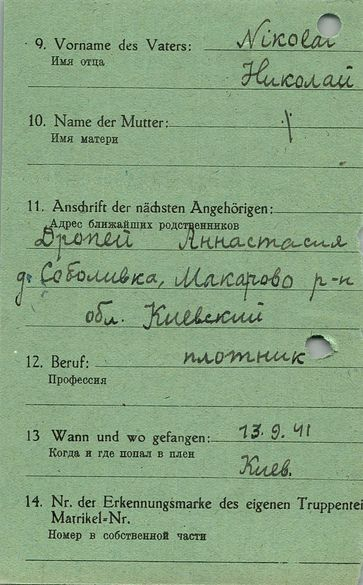 9. Vorname des Vaters: Nikolai
Имя отца
Николай
10. Name der Mutter: \
Имя матери
11. Anschrift der nächsten Angehörigen:
Адрес ближайших родственников
Дропей Аннастасия
д. Соболивка, Макарово р-н
обл. Киевский
12. Beruf: плотник
Профессия
13 Wann und wo gefangen: 13.9.41
Когда и где попал в плен
Киев.
14. Nr. der Erkennungsmarke des eigenen Truppentei
Matrikel-Nr.
Номер в собственной части